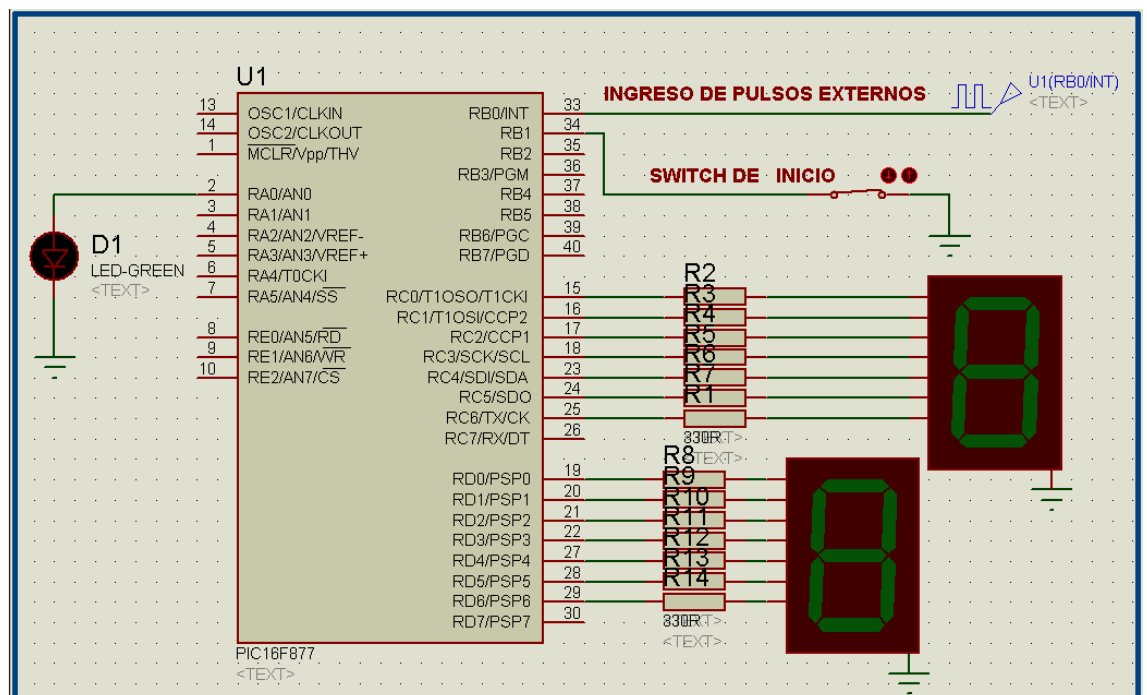 U1
13 OSC1/CLKIN
14 OSC2/CLKOUT
1 MCLR/Vpp/THV
2 RA0/AN0
3 RA1/AN1
4 RA2/AN2/VREF-
5 RA3/AN3/VREF+
6 RA4/T0CKI
7 RA5/AN4/SS
8 RE0/AN5/RD
9 RE1/AN6/WR
10 RE2/AN7/CS
RB0/INT 33
RB1 34
RB2 35
RB3/PGM 36
RB4 37
RB5 38
RB6/PGC 39
RB7/PGD 40
RC0/T1OSO/T1CKI 15
RC1/T1OSI/CCP2 16
RC2/CCP1 17
RC3/SCK/SCL 18
RC4/SDI/SDA 23
RC5/SDO 24
RC6/TX/CK 25
RC7/RX/DT 26
RD0/PSP0 19
RD1/PSP1 20
RD2/PSP2 21
RD3/PSP3 22
RD4/PSP4 27
RD5/PSP5 28
RD6/PSP6 29
RD7/PSP7 30
PIC16F877
<TEXT>
D1
LED-GREEN
<TEXT>
INGRESO DE PULSOS EXTERNOS
U1(RB0/INT)
<TEXT>
SWITCH DE INICIO
R2
R3
R4
R5
R6
R7
R1
330R
R8
R9
R10
R11
R12
R13
R14
330R
<TEXT>